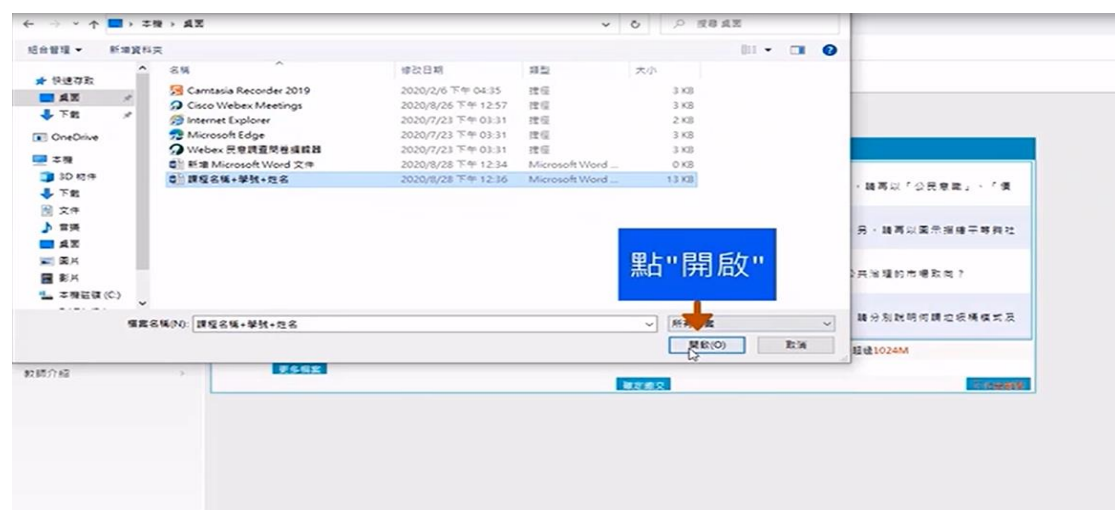 本機 › 桌面
搜尋 桌面
組合管理 新增資料夾
名稱 修改日期 類型 大小
快速存取
桌面
下載
OneDrive
本機
3D 物件
下載
文件
音樂
桌面
圖片
影片
本機磁碟 (C:)
Camtasia Recorder 2019 2020/2/6 下午 04:35 捷徑 3 KB
Cisco Webex Meetings 2020/8/26 下午 12:57 捷徑 3 KB
Internet Explorer 2020/7/23 下午 03:31 捷徑 2 KB
Microsoft Edge 2020/7/23 下午 03:31 捷徑 3 KB
Webex 民意調查問卷編輯器 2020/7/23 下午 03:31 捷徑 3 KB
新增 Microsoft Word 文件 2020/8/28 下午 12:34 Microsoft Word ... 0 KB
課程名稱+學號+姓名 2020/8/28 下午 12:36 Microsoft Word ... 13 KB
點"開啟"
檔案名稱(N): 課程名稱+學號+姓名
開啟(O) 取消
，請再以「公民意識」、「價
另，請再以圖示描繪平等與社
公共治理的市場取向？
請分別說明何謂垃圾桶模式及
超過1024M
教師介紹
更多檔案
確定繳交